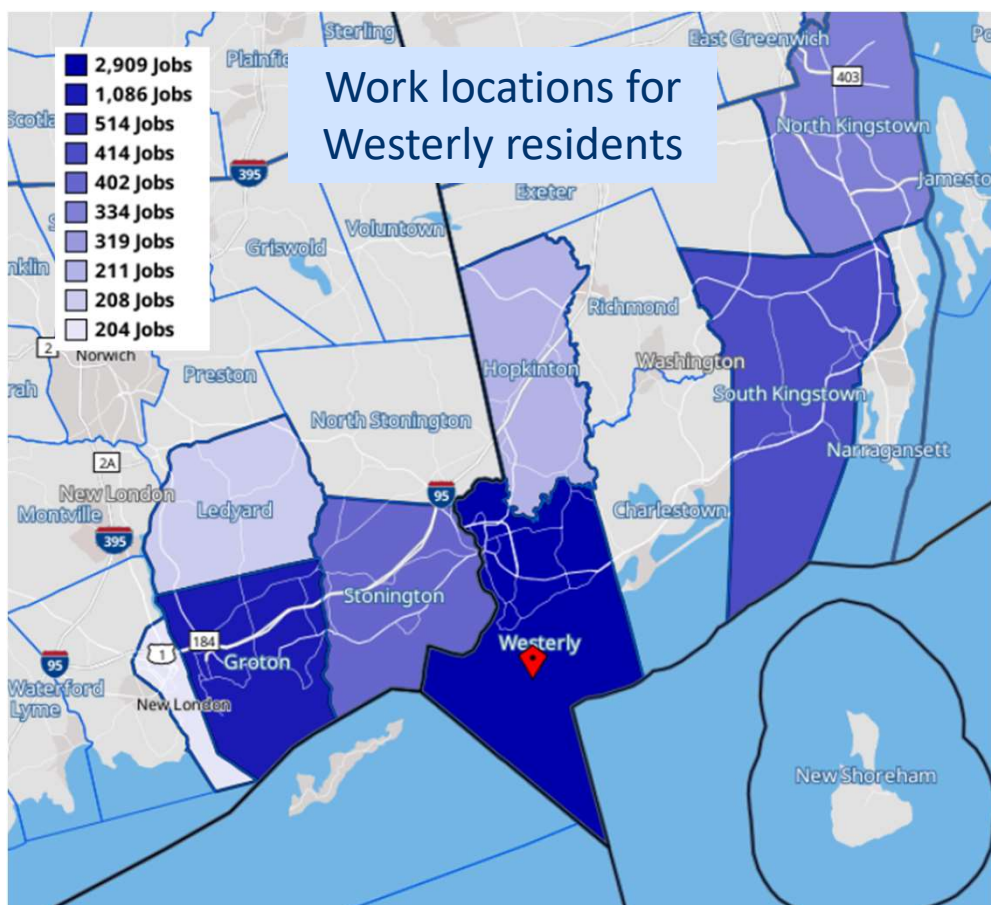 Sterling
East Greenwich
2,909 Jobs
1,086 Jobs
514 Jobs
414 Jobs
402 Jobs
334 Jobs
319 Jobs
211 Jobs
208 Jobs
204 Jobs
Work locations for
Westerly residents
403
North Kingstown
395
Exeter
Voluntown
Griswold
Richmond
2
Norwich
Preston
Hopkinton
Washington
South Kingstown
North Stonington
Narragansett
2A
95
New London
Ledyard
Montville
Charlestown
395
Stonington
184
1
Westerly
95
Groton
Waterford
Lyme
New London
New Shoreham